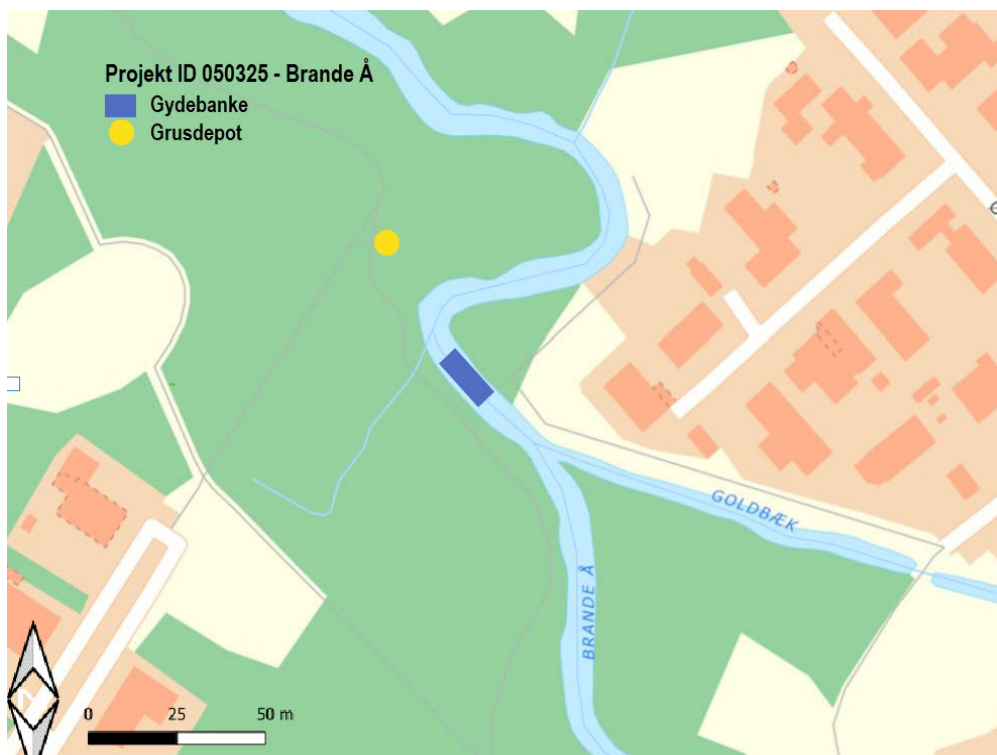 Projekt ID 050325 - Brande Å
Gydebanke
Grusdepot
GOLDBÆK
BRANDE Å
0 25 50 m